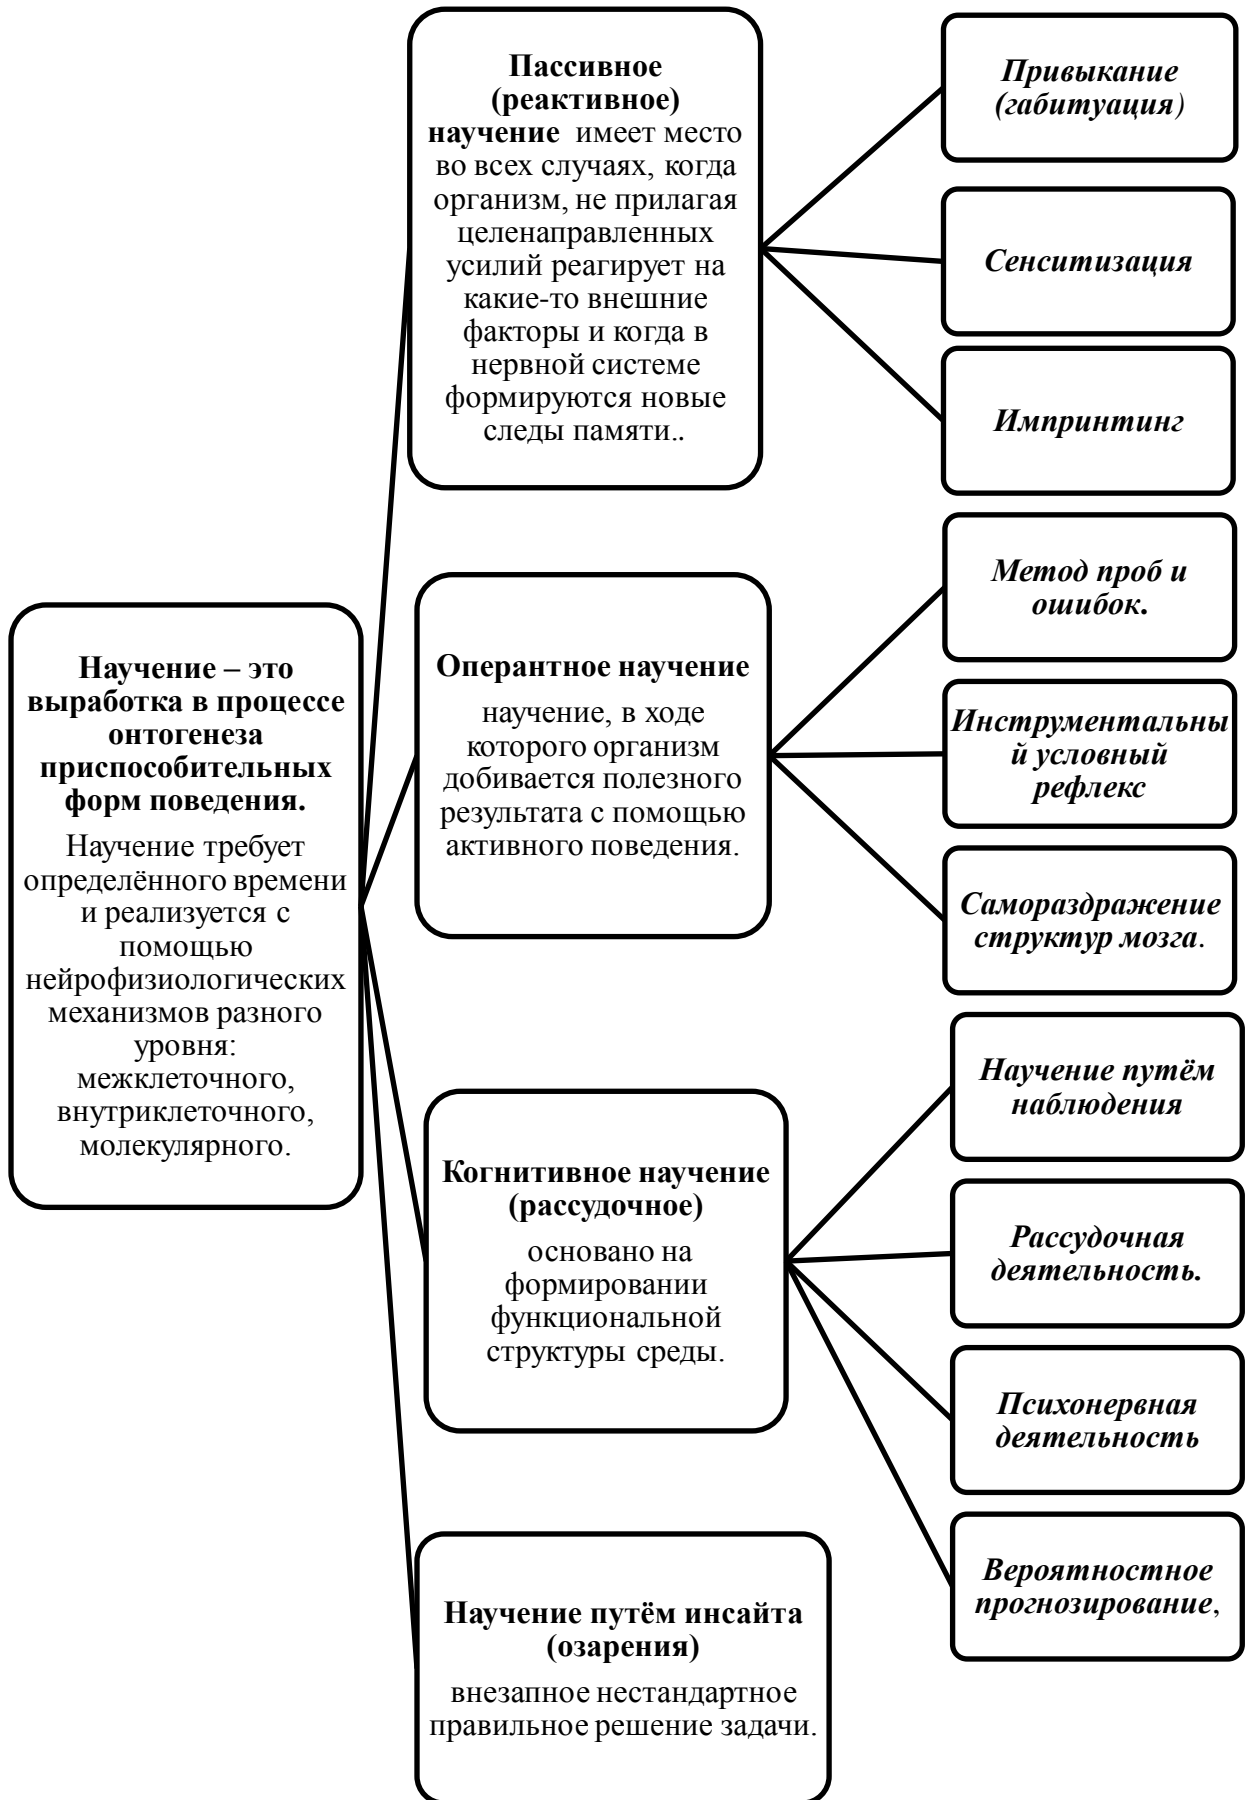 Научение – это
выработка в процессе
онтогенеза
приспособительных
форм поведения.
Научение требует
определённого времени
и реализуется с
помощью
нейрофизиологических
механизмов разного
уровня:
межклеточного,
внутриклеточного,
молекулярного.
Пассивное
(реактивное)
научение имеет место
во всех случаях, когда
организм, не прилагая
целенаправленных
усилий реагирует на
какие-то внешние
факторы и когда в
нервной системе
формируются новые
следы памяти..
Привыкание
(габитуация)
Сенситизация
Импринтинг
Оперантное научение
научение, в ходе
которого организм
добивается полезного
результата с помощью
активного поведения.
Метод проб и
ошибок.
Инструментальны
й условный
рефлекс
Самораздражение
структур мозга.
Когнитивное научение
(рассудочное)
основано на
формировании
функциональной
структуры среды.
Научение путём
наблюдения
Рассудочная
деятельность.
Психонервная
деятельность
Вероятностное
прогнозирование,
Научение путём инсайта
(озарения)
внезапное нестандартное
правильное решение задачи.